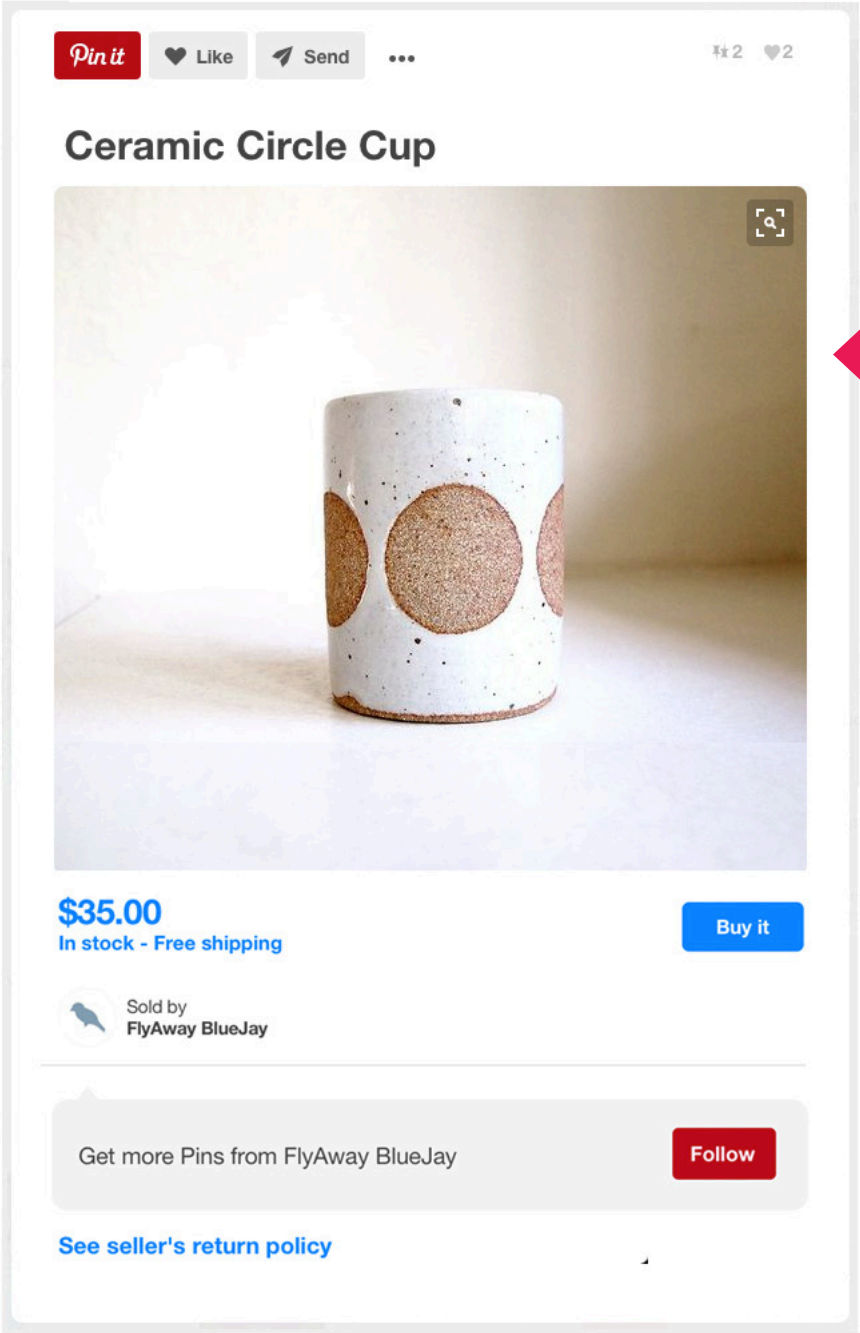 Pin it Like Send ••• 2 2
Ceramic Circle Cup
$35.00
Buy it
In stock - Free shipping
Sold by
FlyAway BlueJay
Get more Pins from FlyAway BlueJay Follow
See seller's return policy